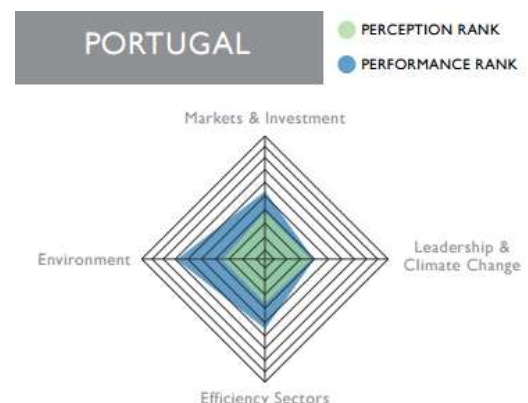 PORTUGAL
PERCEPTION RANK
PERFORMANCE RANK
Markets & Investment
Environment
Leadership &
Climate Change
Efficiency Sectors